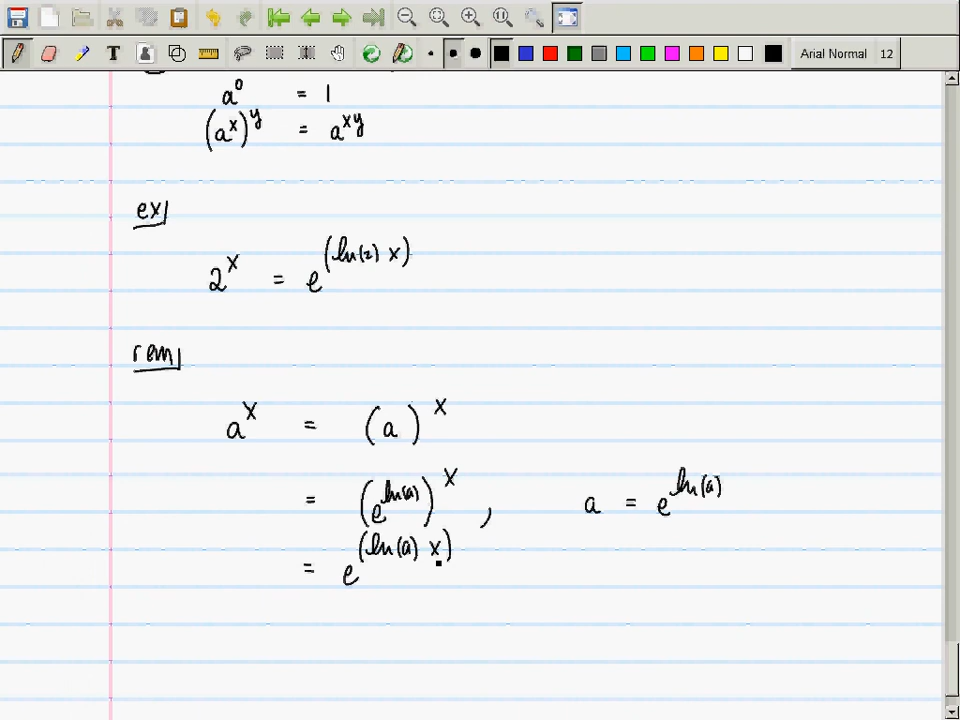 Arial Normal 12
a^0 = 1
(a^x)^y = a^{xy}
ex|
2^x = e^{(ln(2) x)}
rem|
a^x = (a)^x
= (e^{ln(a)})^x , a = e^{ln(a)}
= e^{(ln(a) x)}